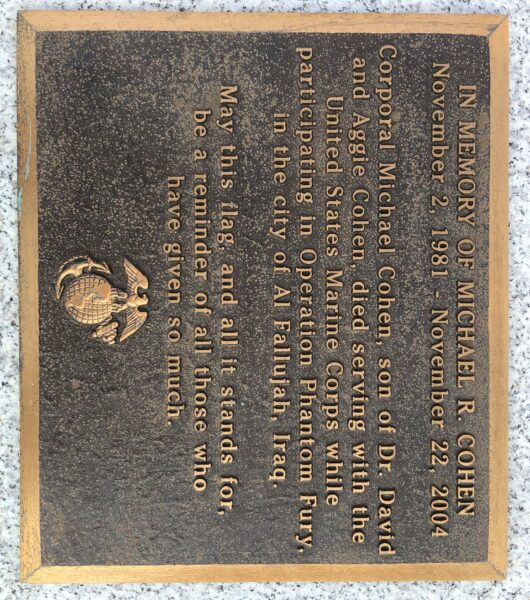 IN MEMORY OF MICHAEL R. COHEN
November 2, 1981 - November 22, 2004
Corporal Michael Cohen, son of Dr. David
and Aggie Cohen, died serving with the
United States Marine Corps while
participating in Operation Phantom Fury,
in the city of Al Fallujah, Iraq.
May this flag, and all it stands for,
be a reminder of all those who
have given so much.